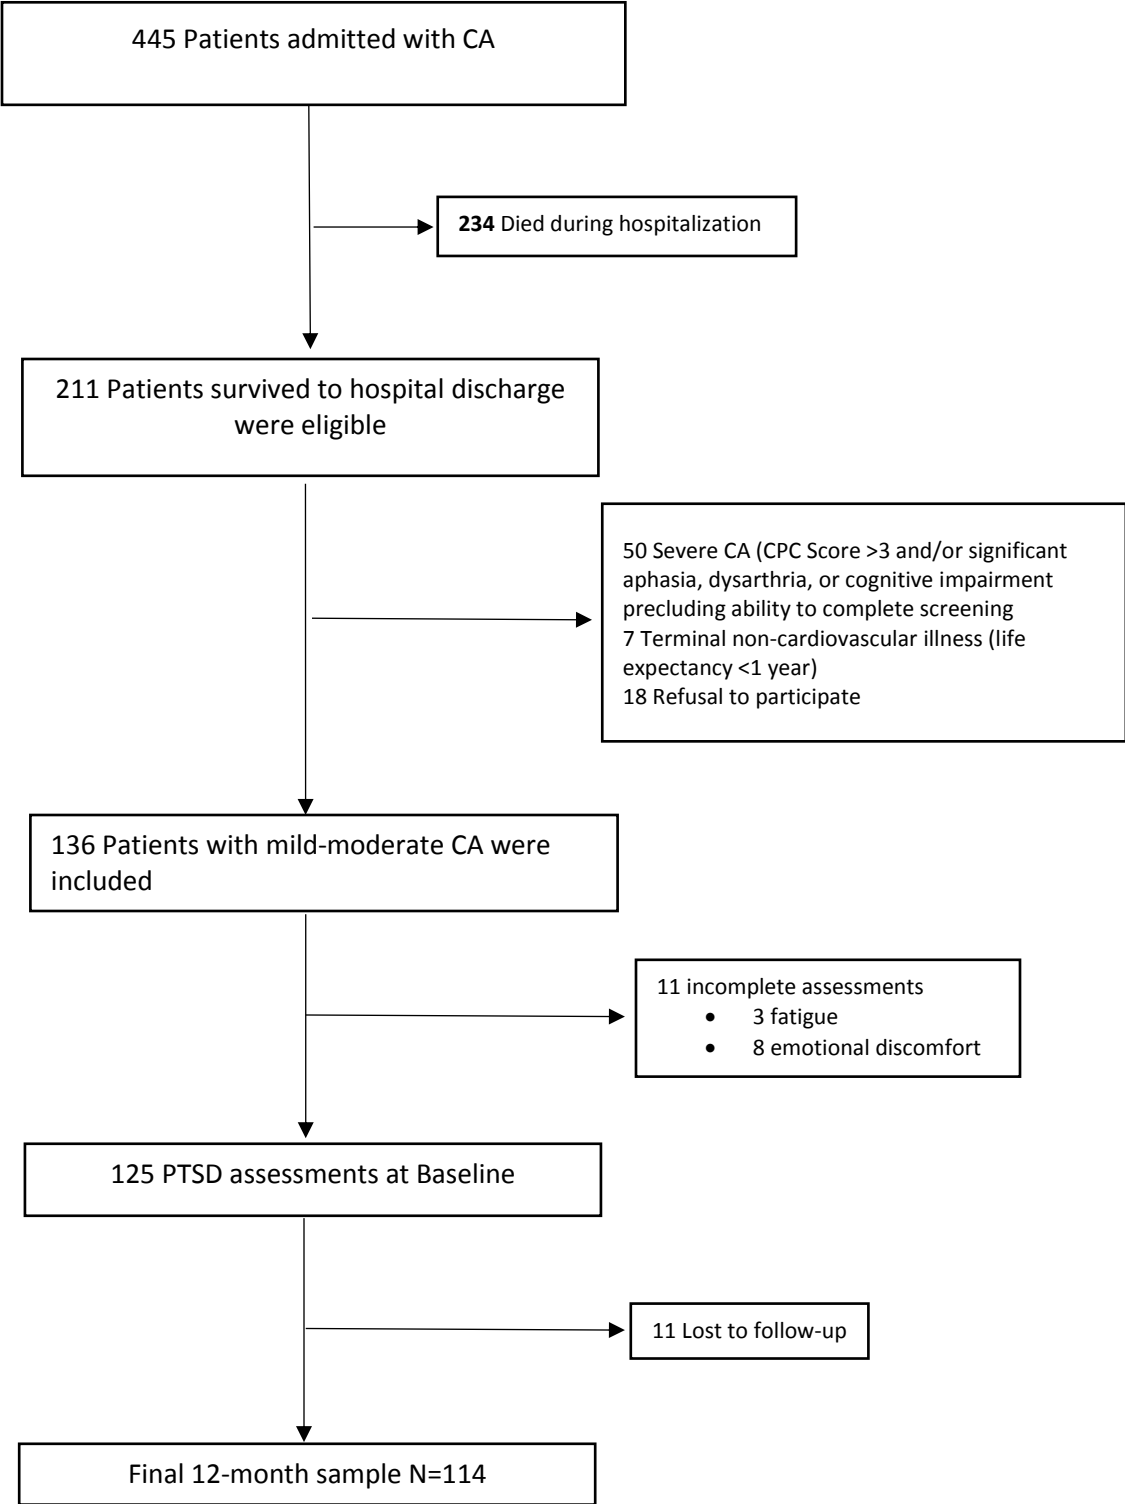 445 Patients admitted with CA
234 Died during hospitalization
211 Patients survived to hospital discharge
were eligible
50 Severe CA (CPC Score >3 and/or significant
aphasia, dysarthria, or cognitive impairment
precluding ability to complete screening
7 Terminal non-cardiovascular illness (life
expectancy <1 year)
18 Refusal to participate
136 Patients with mild-moderate CA were
included
11 incomplete assessments
• 3 fatigue
• 8 emotional discomfort
125 PTSD assessments at Baseline
11 Lost to follow-up
Final 12-month sample N=114